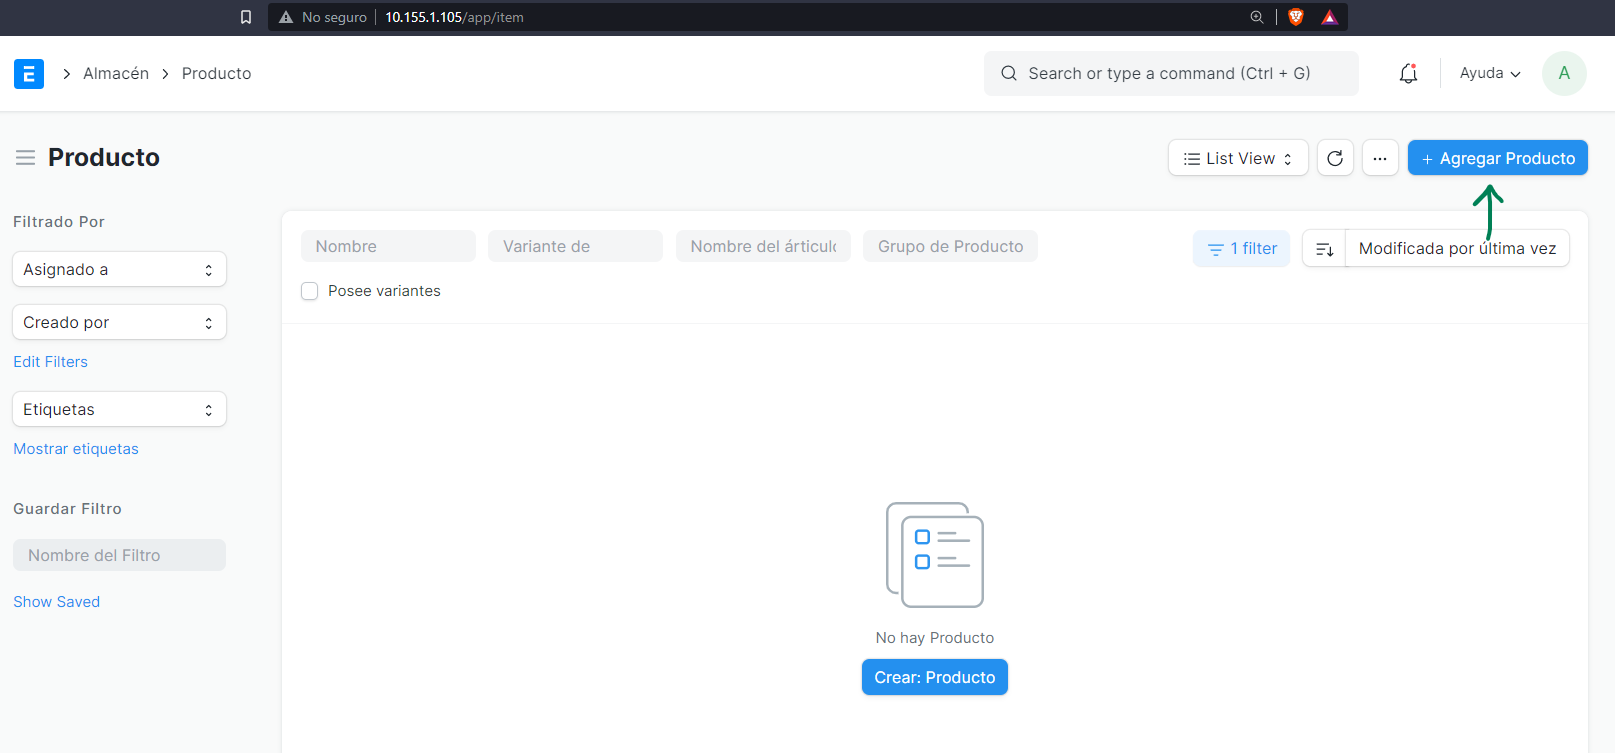 No seguro 10.155.1.105/app/item
E Almacén Producto
Search or type a command (Ctrl + G)
Ayuda
A
Producto
List View
+ Agregar Producto
Filtrado Por
Asignado a
Creado por
Edit Filters
Etiquetas
Mostrar etiquetas
Guardar Filtro
Nombre del Filtro
Show Saved
Nombre
Variante de
Nombre del árticulo
Grupo de Producto
1 filter
Modificada por última vez
Posee variantes
No hay Producto
Crear: Producto